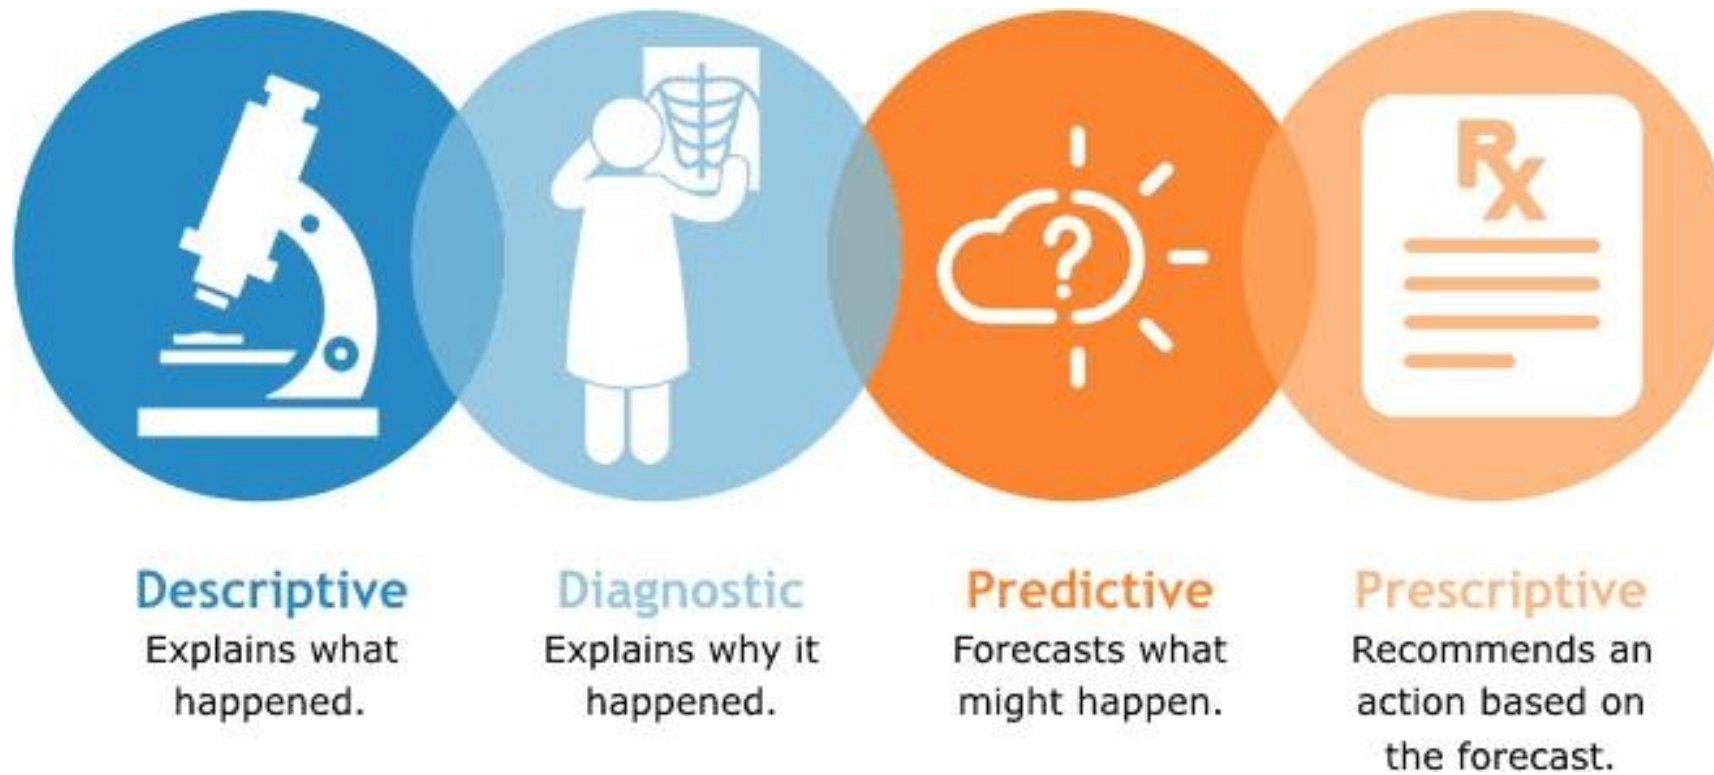 ?
Rx
Descriptive
Explains what
happened.
Diagnostic
Explains why it
happened.
Predictive
Forecasts what
might happen.
Prescriptive
Recommends an
action based on
the forecast.